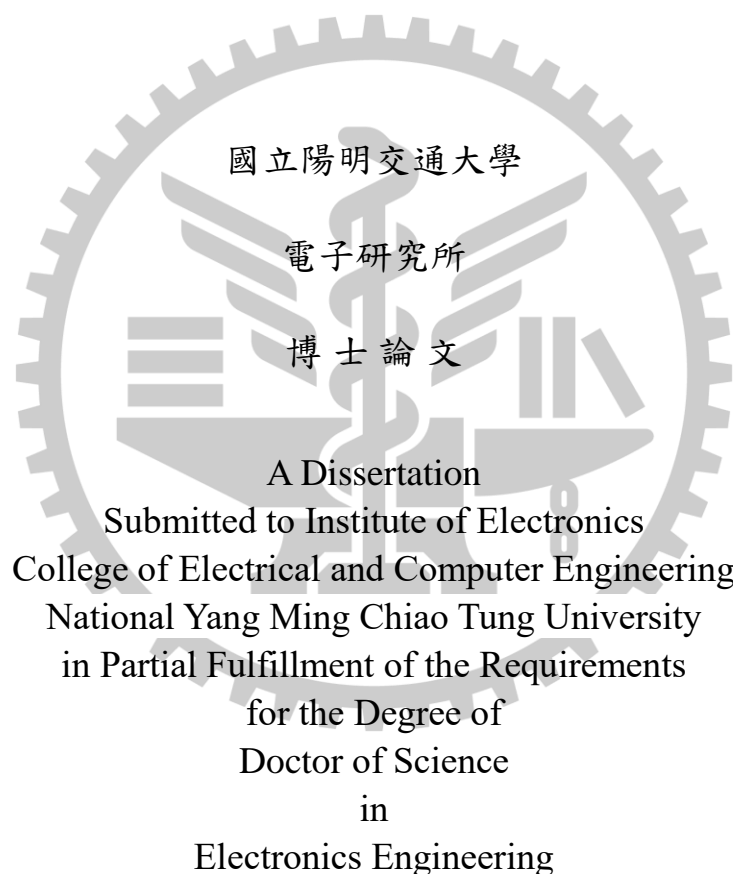 國立陽明交通大學
電子研究所
博 士 論 文
A Dissertation
Submitted to Institute of Electronics
College of Electrical and Computer Engineering
National Yang Ming Chiao Tung University
in Partial Fulfillment of the Requirements
for the Degree of
Doctor of Science
in
Electronics Engineering